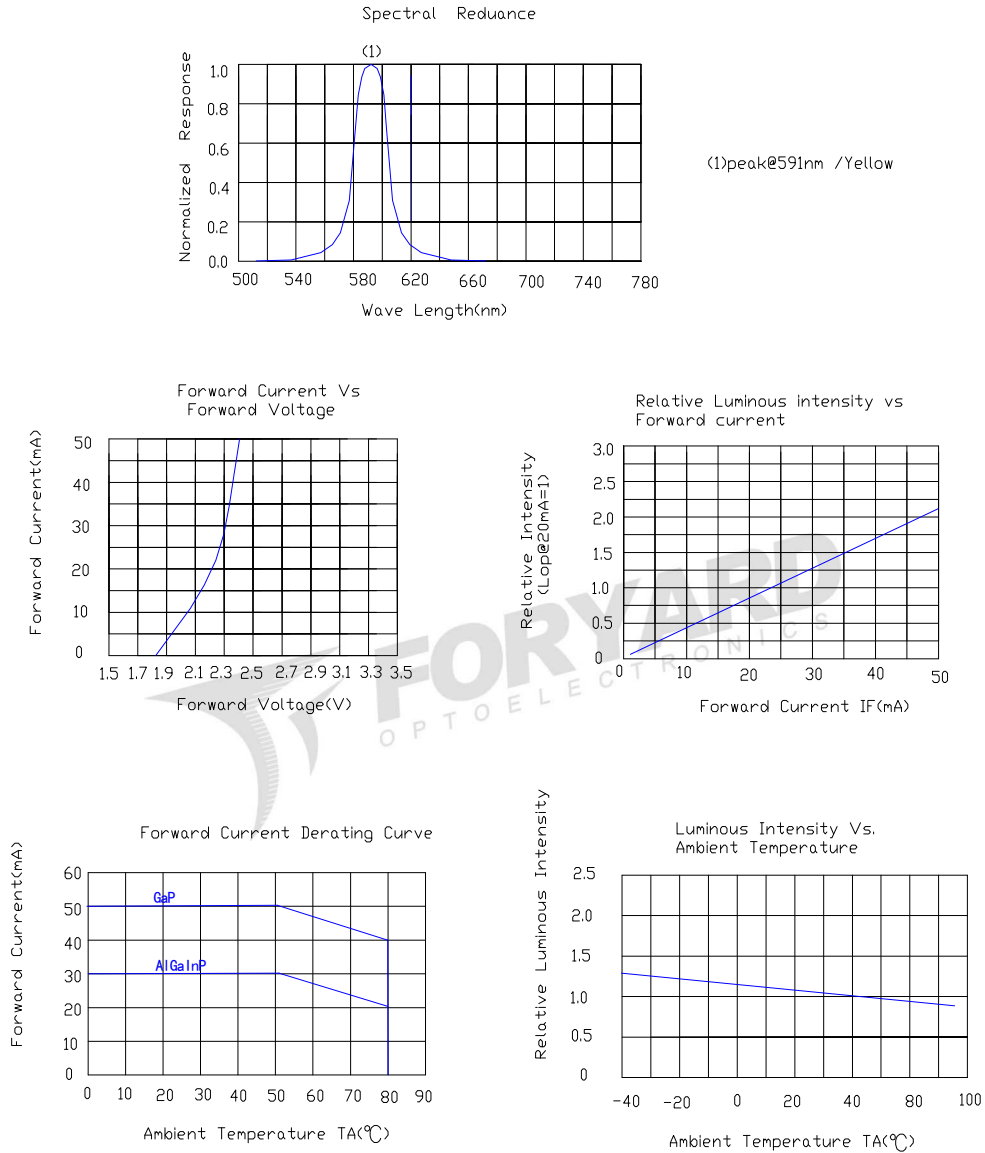 Spectral Reduance
(1)
Normalized Response
1.0
0.8
0.6
0.4
0.2
0.0
500 540 580 620 660 700 740 780
Wave Length(nm)
(1)peak@591nm /Yellow
Forward Current Vs
Forward Voltage
Forward Current(mA)
50
40
30
20
10
0
1.5 1.7 1.9 2.1 2.3 2.5 2.7 2.9 3.1 3.3 3.5
Forward Voltage(V)
Relative Luminous intensity vs
Forward current
Relative Intensity
(Lop@20mA=1)
3.0
2.5
2.0
1.5
1.0
0.5
0
0 10 20 30 40 50
Forward Current IF(mA)
FORYARD
OPTOELECTRONICS
Forward Current Derating Curve
Forward Current(mA)
60
50
40
30
20
10
0
GaP
AlGaInP
0 10 20 30 40 50 60 70 80 90
Ambient Temperature TA(℃)
Luminous Intensity Vs.
Ambient Temperature
Relative Luminous Intensity
2.5
2.0
1.5
1.0
0.5
0
-40 -20 0 20 40 60 80 100
Ambient Temperature TA(℃)